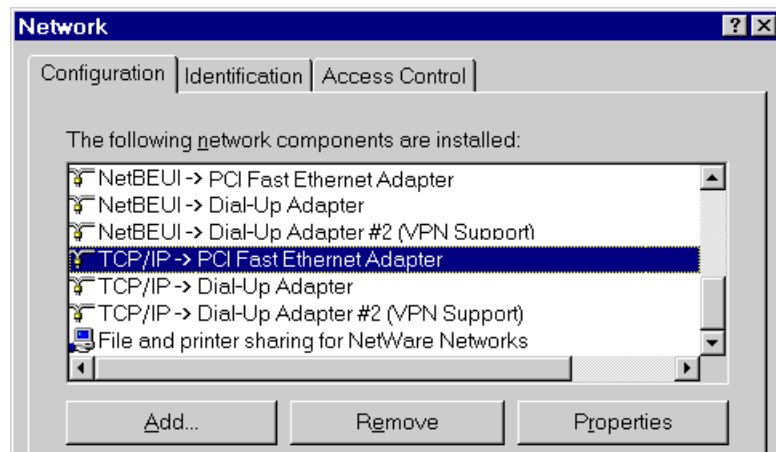 Network
Configuration Identification Access Control
The following network components are installed:
NetBEUI -> PCI Fast Ethernet Adapter
NetBEUI -> Dial-Up Adapter
NetBEUI -> Dial-Up Adapter #2 (VPN Support)
TCP/IP -> PCI Fast Ethernet Adapter
TCP/IP -> Dial-Up Adapter
TCP/IP -> Dial-Up Adapter #2 (VPN Support)
File and printer sharing for NetWare Networks
Add... Remove Properties